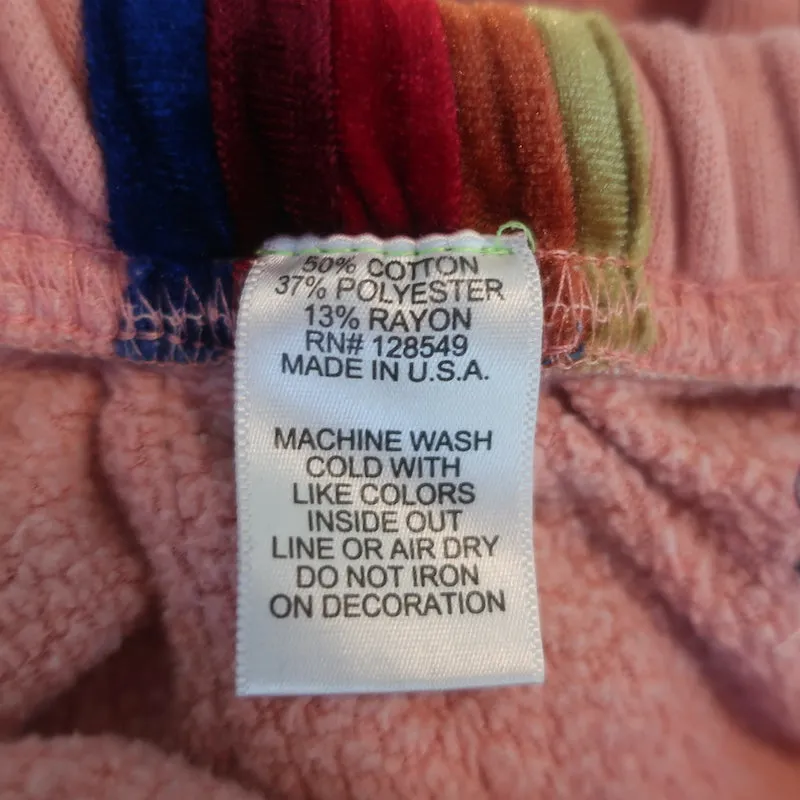 50% COTTON
37% POLYESTER
13% RAYON
RN# 128549
MADE IN U.S.A.
MACHINE WASH
COLD WITH
LIKE COLORS
INSIDE OUT
LINE OR AIR DRY
DO NOT IRON
ON DECORATION